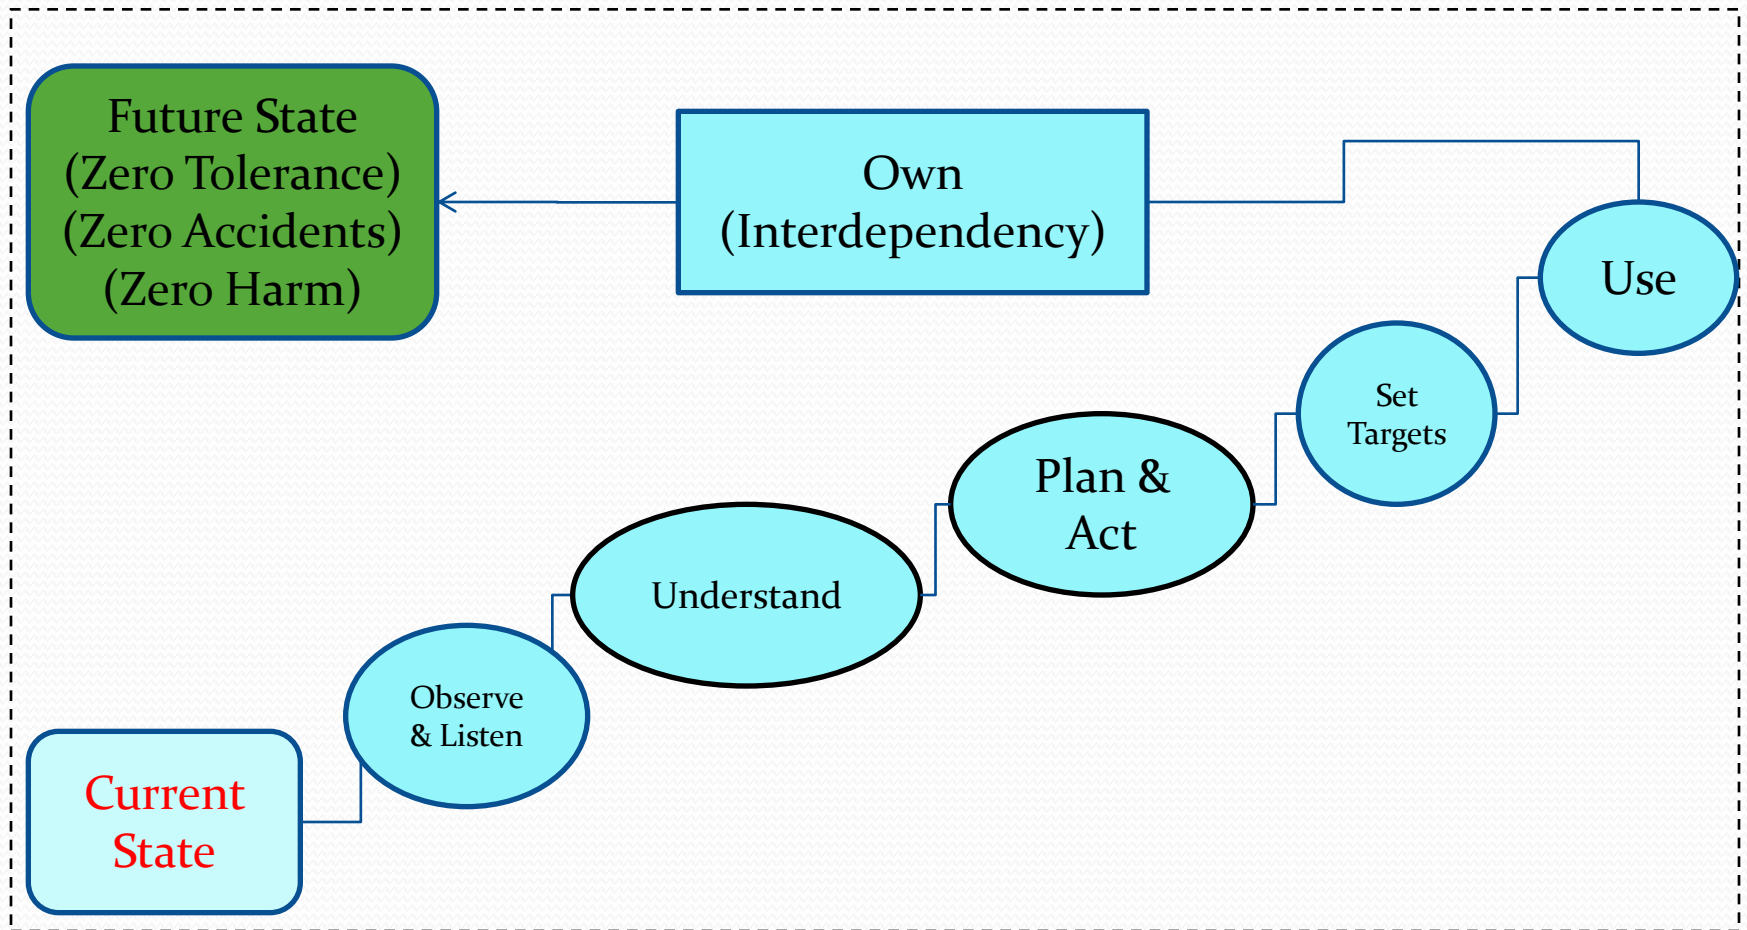 Future State
(Zero Tolerance)
(Zero Accidents)
(Zero Harm)
Own
(Interdependency)
Use
Set
Targets
Plan &
Act
Understand
Observe
& Listen
Current
State